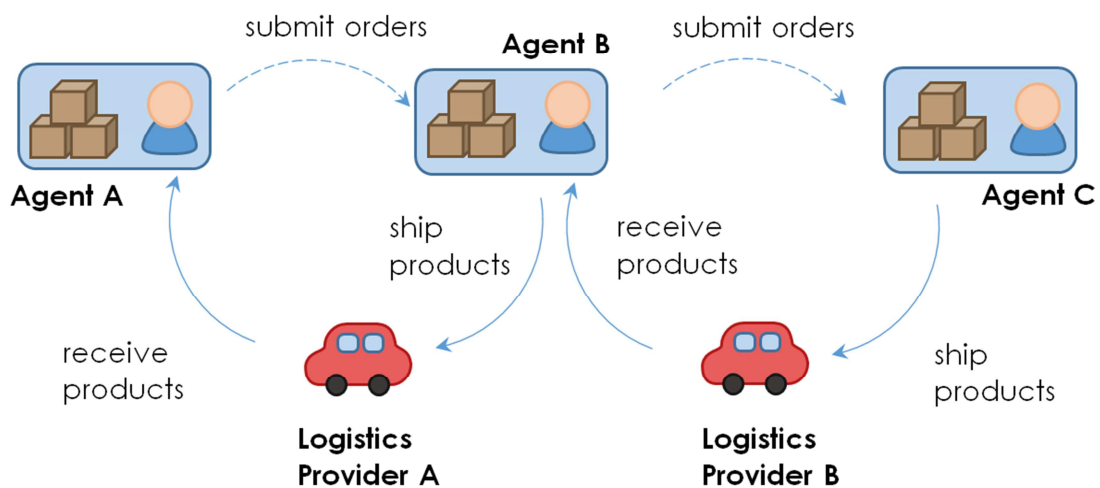 submit orders
Agent B
submit orders
Agent A
Agent C
ship
products
receive
products
receive
products
ship
products
Logistics
Provider A
Logistics
Provider B